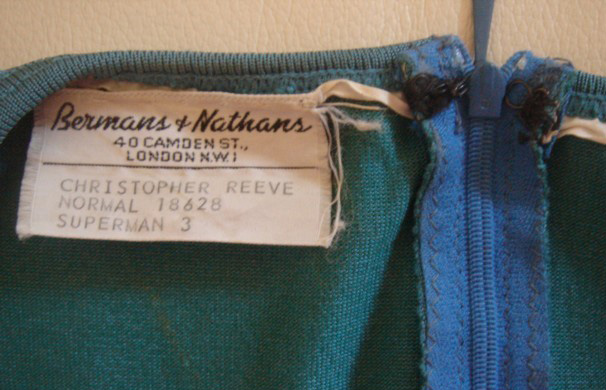 Bermans & Nathans
40 CAMDEN ST.,
LONDON N.W.1
CHRISTOPHER REEVE
NORMAL 18628
SUPERMAN 3